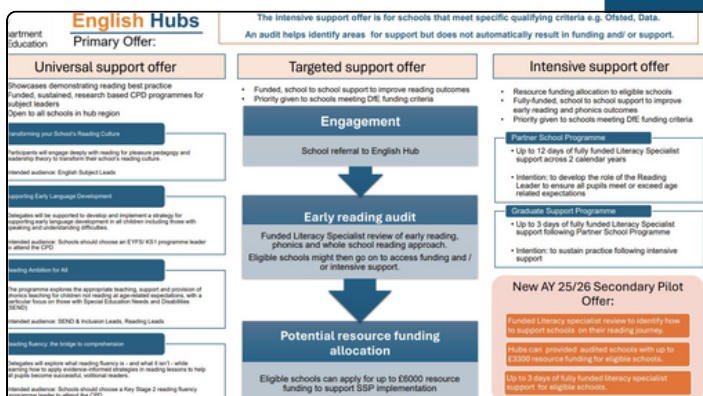 English Hubs
artment
Education
Primary Offer:
The intensive support offer is for schools that meet specific qualifying criteria e.g. Ofsted, Data.
An audit helps identify areas for support but does not automatically result in funding and/ or support.
Universal support offer
Showcases demonstrating reading best practice
Funded, sustained, research based CPD programmes for
subject leaders
Open to all schools in hub region
ransforming your School's Reading Culture
Participants will engage deeply with reading for pleasure pedagogy and
leadership theory to transform their school's reading culture.
Intended audience: English Subject Leads
upporting Early Language Development
Delegates will be supported to develop and implement a strategy for
supporting early language development in all children including those with
speaking and understanding difficulties.
Intended audience: Schools should choose an EYFS/ KS1 programme leader
to attend the CPD
eading Ambition for All
The programme explores the appropriate teaching, support and provision of
phonics teaching for children not reading at age-related expectations, with a
particular focus on those with Special Education Needs and Disabilities
(SEND)
Intended audience: SEND & Inclusion Leads, Reading Leads
eading fluency: the bridge to comprehension
Delegates will explore what reading fluency is - and what it isn't - while
learning how to apply evidence-informed strategies in reading lessons to help
all pupils become successful, volitional readers.
Intended audience: Schools should choose a Key Stage 2 reading fluency
programme leader to attend the CPD
Targeted support offer
• Funded, school to school support to improve reading outcomes
• Priority given to schools meeting DfE funding criteria
Engagement
School referral to English Hub
Early reading audit
Funded Literacy Specialist review of early reading,
phonics and whole school reading approach.
Eligible schools might then go on to access funding and /
or intensive support.
Potential resource funding
allocation
Eligible schools can apply for up to £6000 resource
funding to support SSP implementation
Intensive support offer
• Resource funding allocation to eligible schools
• Fully-funded, school to school support to improve
early reading and phonics outcomes
• Priority given to schools meeting DfE funding criteria
Partner School Programme
• Up to 12 days of fully funded Literacy Specialist
support across 2 calendar years
• Intention: to develop the role of the Reading
Leader to ensure all pupils meet or exceed age
related expectations
Graduate Support Programme
• Up to 3 days of fully funded Literacy Specialist
support following Partner School Programme
• Intention: to sustain practice following intensive
support
New AY 25/26 Secondary Pilot
Offer:
Funded Literacy specialist review to identify how
to support schools on their reading journey.
Hubs can provided audited schools with up to
£3300 resource funding for eligible schools.
Up to 3 days of fully funded literacy specialist
support for eligible schools.